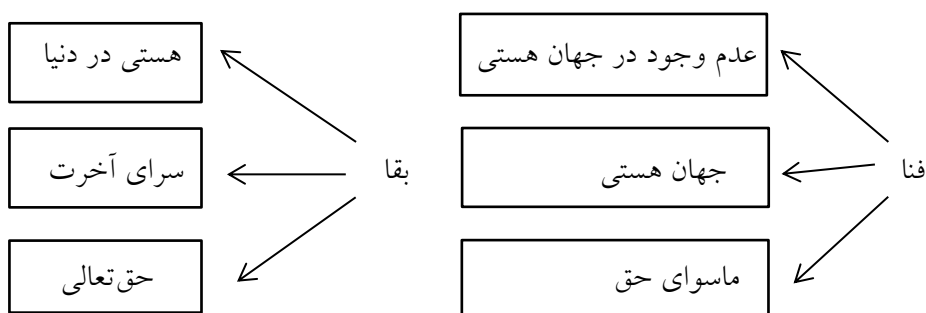 فنا
عدم وجود در جهان هستی
جهان هستی
ماسوای حق
بقا
هستی در دنیا
سرای آخرت
حق‌تعالی